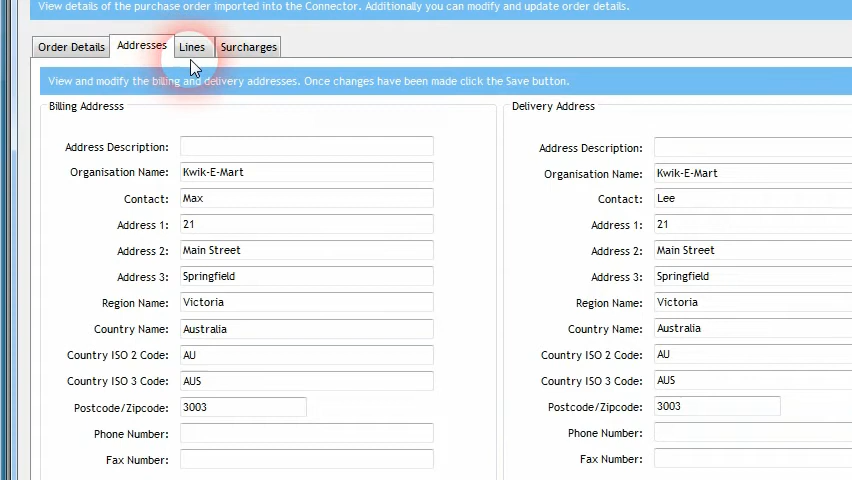 View details of the purchase order imported into the Connector. Additionally you can modify and update order details.
Order Details Addresses Lines Surcharges
View and modify the billing and delivery addresses. Once changes have been made click the Save button.
Billing Addresss
Address Description:
Organisation Name: Kwik-E-Mart
Contact: Max
Address 1: 21
Address 2: Main Street
Address 3: Springfield
Region Name: Victoria
Country Name: Australia
Country ISO 2 Code: AU
Country ISO 3 Code: AUS
Postcode/Zipcode: 3003
Phone Number:
Fax Number:
Delivery Address
Address Description:
Organisation Name: Kwik-E-Mart
Contact: Lee
Address 1: 21
Address 2: Main Street
Address 3: Springfield
Region Name: Victoria
Country Name: Australia
Country ISO 2 Code: AU
Country ISO 3 Code: AUS
Postcode/Zipcode: 3003
Phone Number:
Fax Number: